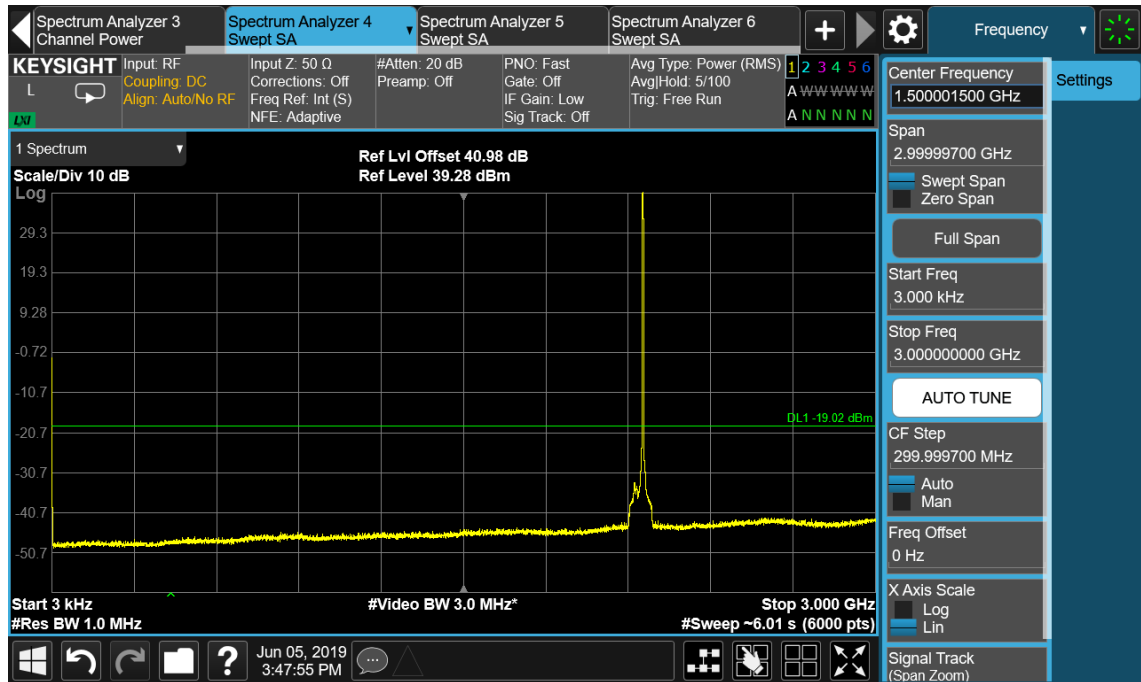 Spectrum Analyzer 3
Channel Power
Spectrum Analyzer 4
Swept SA
Spectrum Analyzer 5
Swept SA
Spectrum Analyzer 6
Swept SA
Frequency
KEYSIGHT
L
LXI
Input: RF
Coupling: DC
Align: Auto/No RF
Input Z: 50 Ω
Corrections: Off
Freq Ref: Int (S)
NFE: Adaptive
#Atten: 20 dB
Preamp: Off
PNO: Fast
Gate: Off
IF Gain: Low
Sig Track: Off
Avg Type: Power (RMS)
Avg|Hold: 5/100
Trig: Free Run
1 2 3 4 5 6
A W W W W W
A N N N N N
1 Spectrum
Scale/Div 10 dB
Ref Lvl Offset 40.98 dB
Ref Level 39.28 dBm
Log
29.3
19.3
9.28
-0.72
-10.7
-20.7
-30.7
-40.7
-50.7
DL1 -19.02 dBm
Start 3 kHz
#Res BW 1.0 MHz
#Video BW 3.0 MHz*
Stop 3.000 GHz
#Sweep ~6.01 s (6000 pts)
Center Frequency
1.500001500 GHz
Span
2.99999700 GHz
Swept Span
Zero Span
Full Span
Start Freq
3.000 kHz
Stop Freq
3.000000000 GHz
AUTO TUNE
CF Step
299.999700 MHz
Auto
Man
Freq Offset
0 Hz
X Axis Scale
Log
Lin
Signal Track
(Span Zoom)
Settings
?
Jun 05, 2019
3:47:55 PM